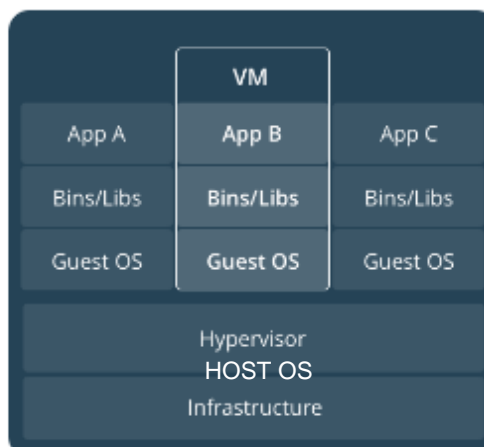 VM
App A App B App C
Bins/Libs Bins/Libs Bins/Libs
Guest OS Guest OS Guest OS
Hypervisor
HOST OS
Infrastructure